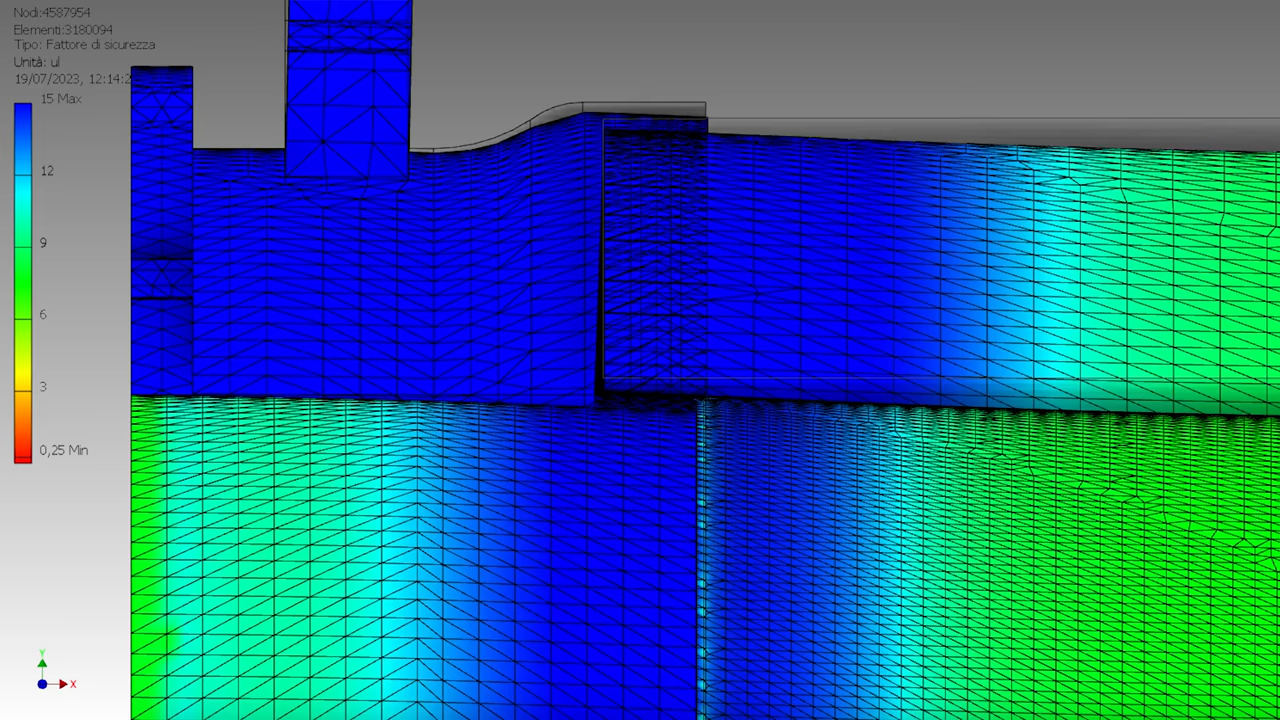 Nodi:4587954
Elementi:3180094
Tipo: Fattore di sicurezza
Unità: ul
19/07/2023, 12:14:2
15 Max
12
9
6
3
0,25 Min
Y
X